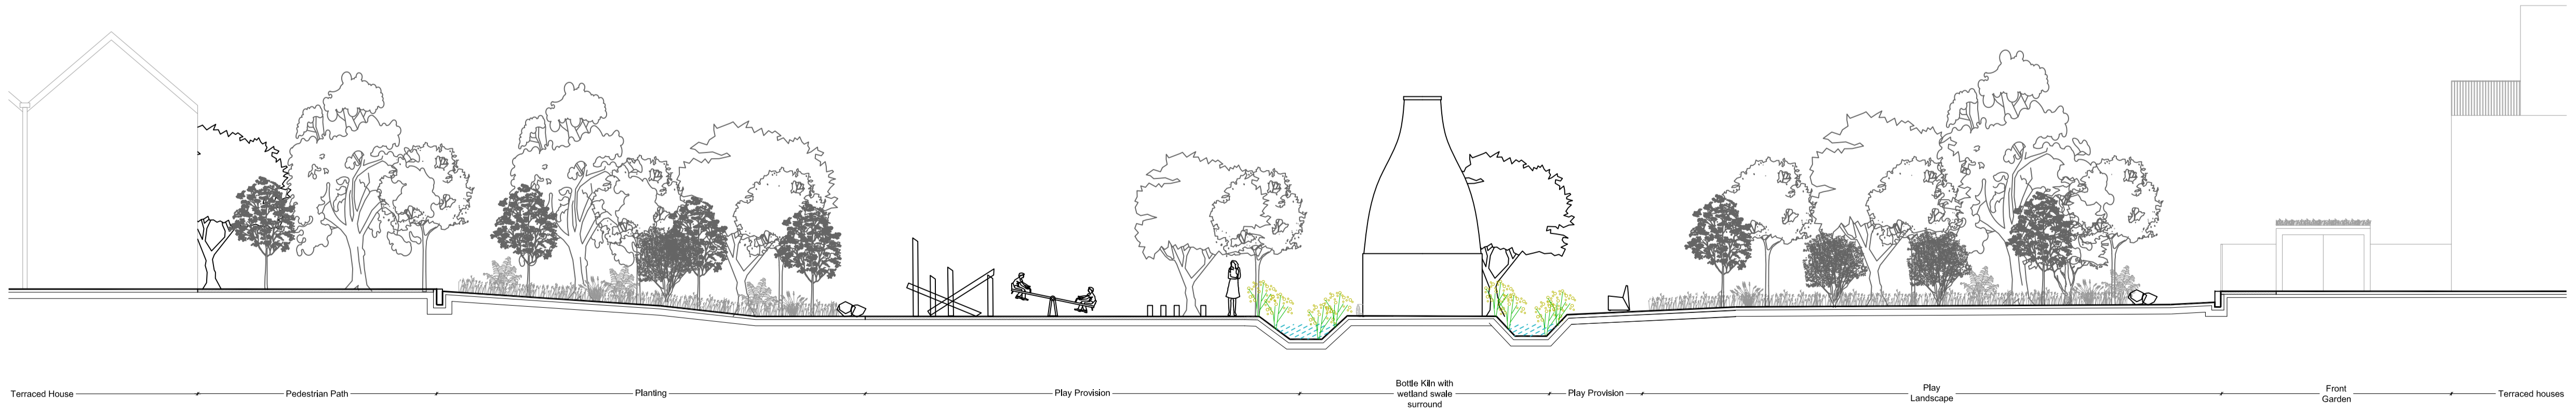 Terraced House
Pedestrian Path
Planting
Play Provision
Bottle Kiln with
wetland swale
surround
Play Provision
Play
Landscape
Front
Garden
Terraced houses